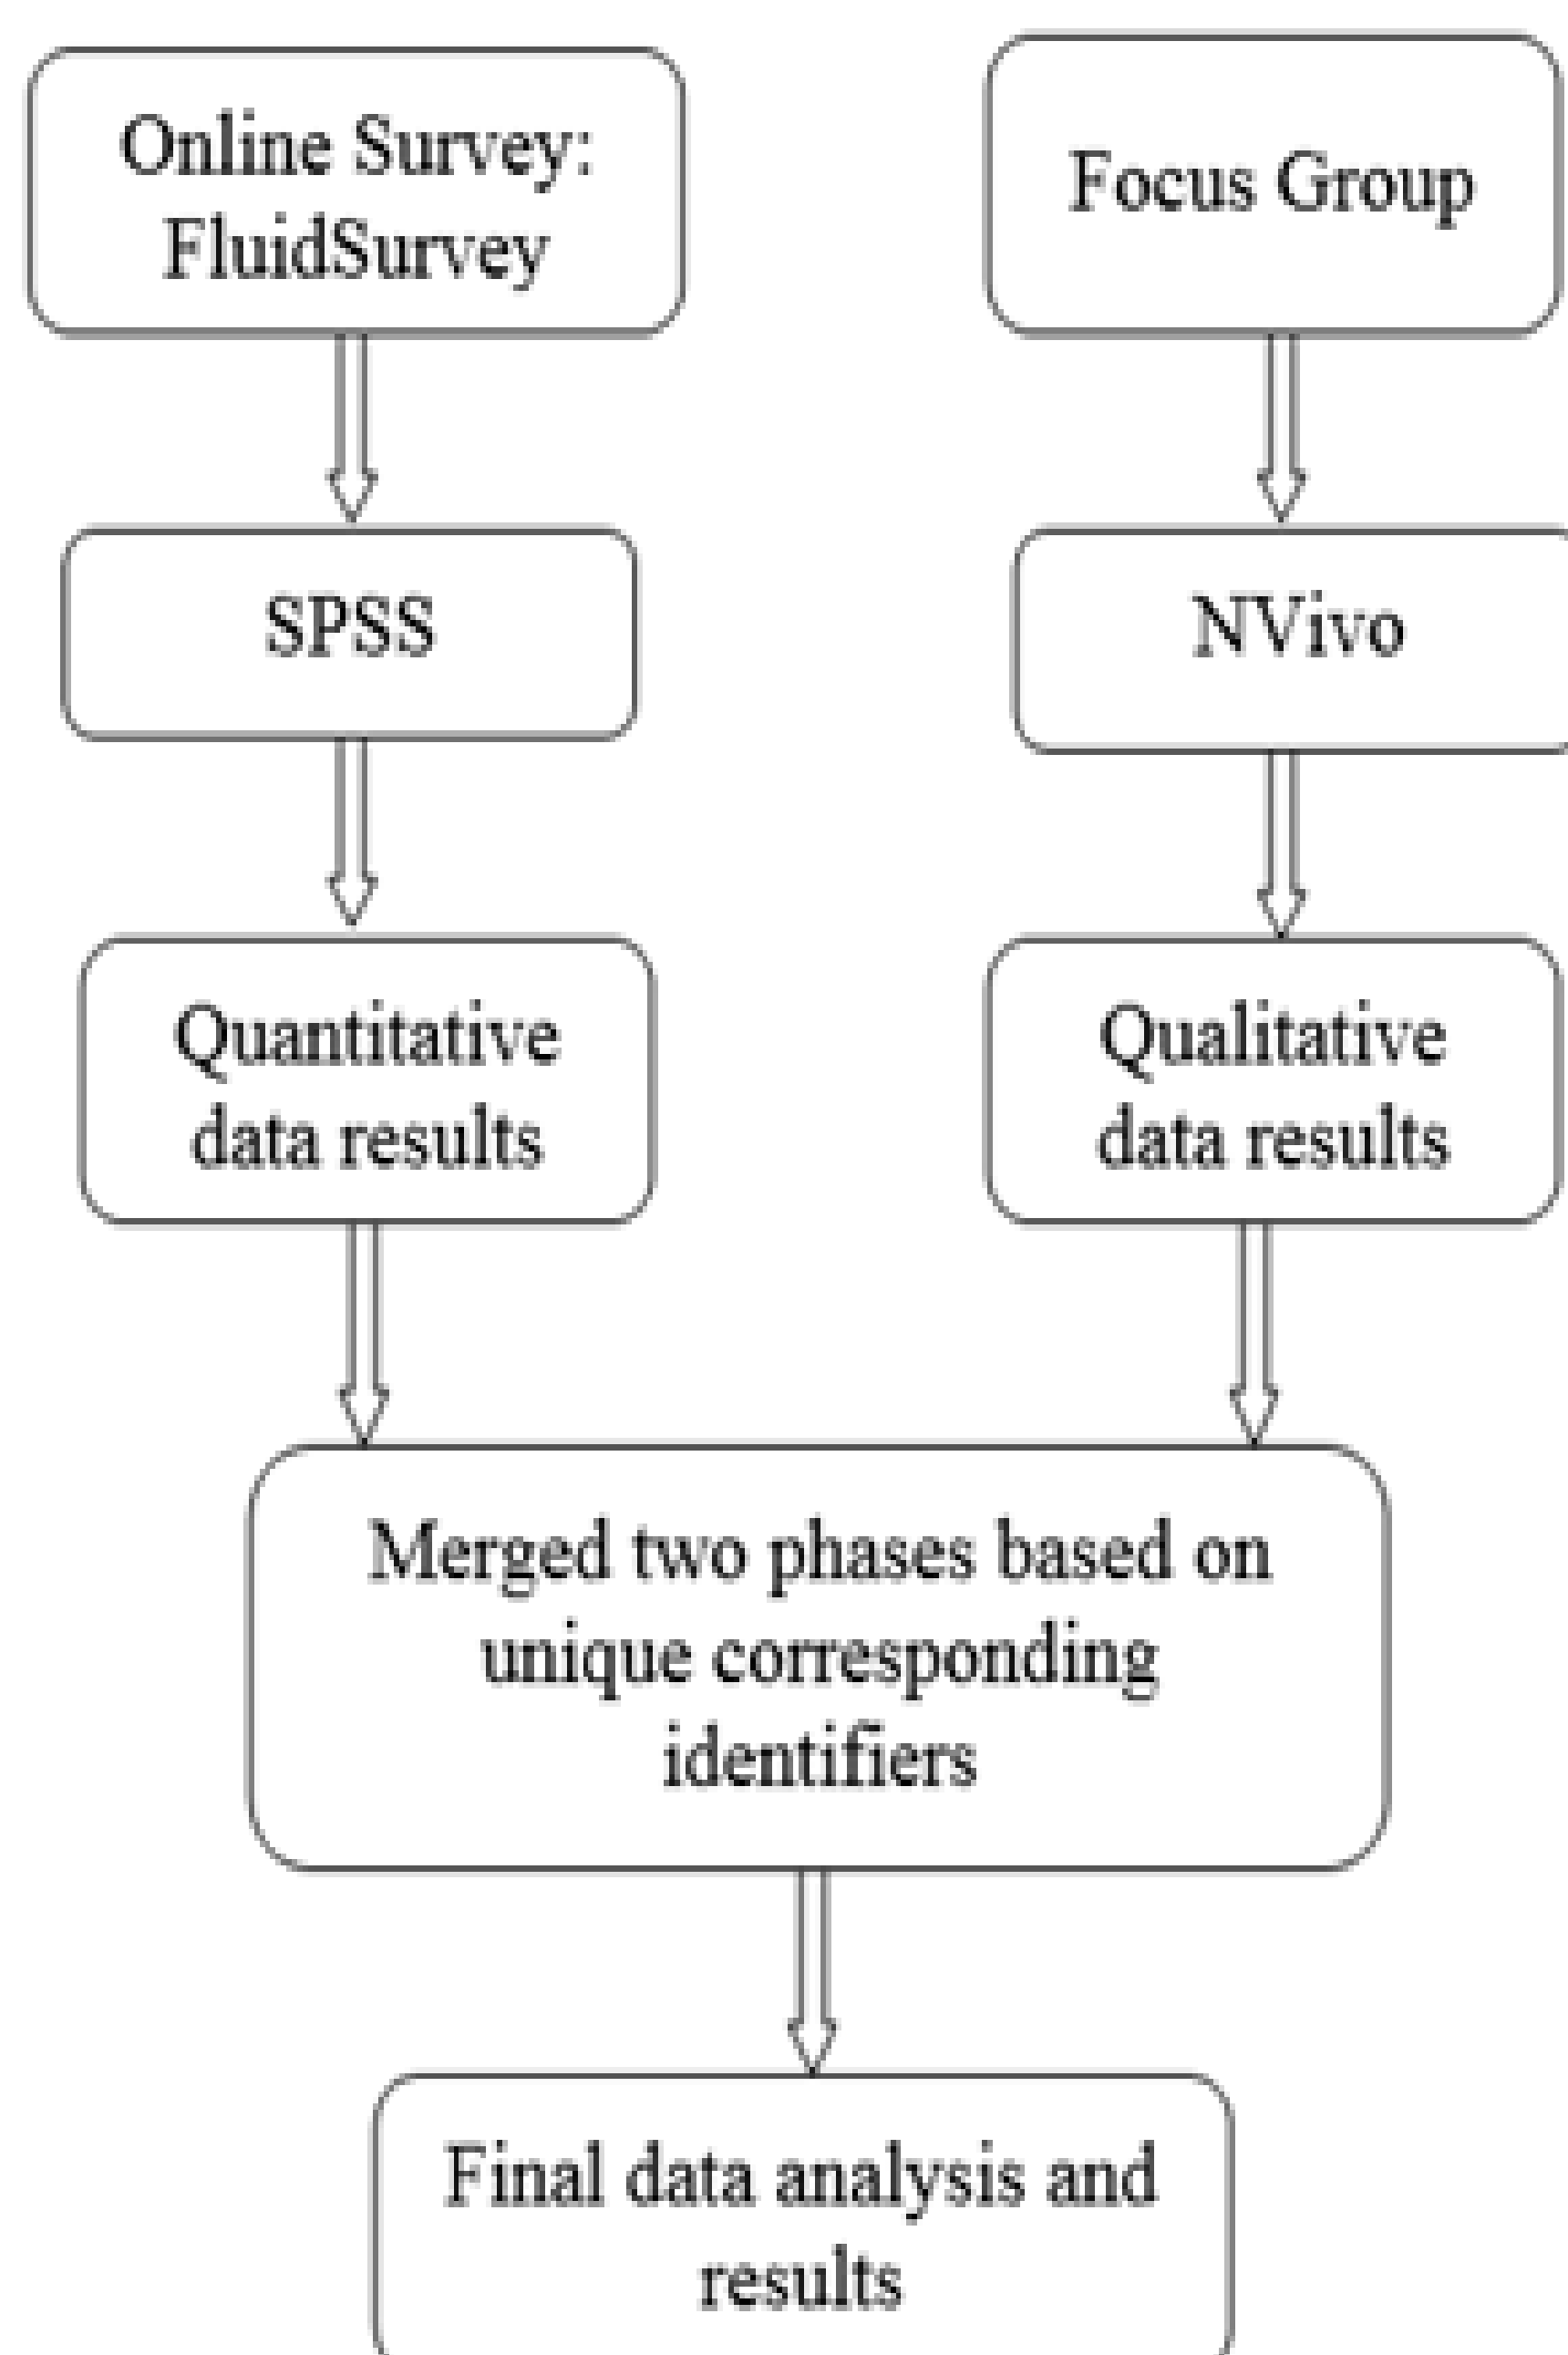 Online Survey:
FluidSurvey
Focus Group
SPSS
NVivo
Quantitative
data results
Qualitative
data results
Merged two phases based on
unique corresponding
identifiers
Final data analysis and
results